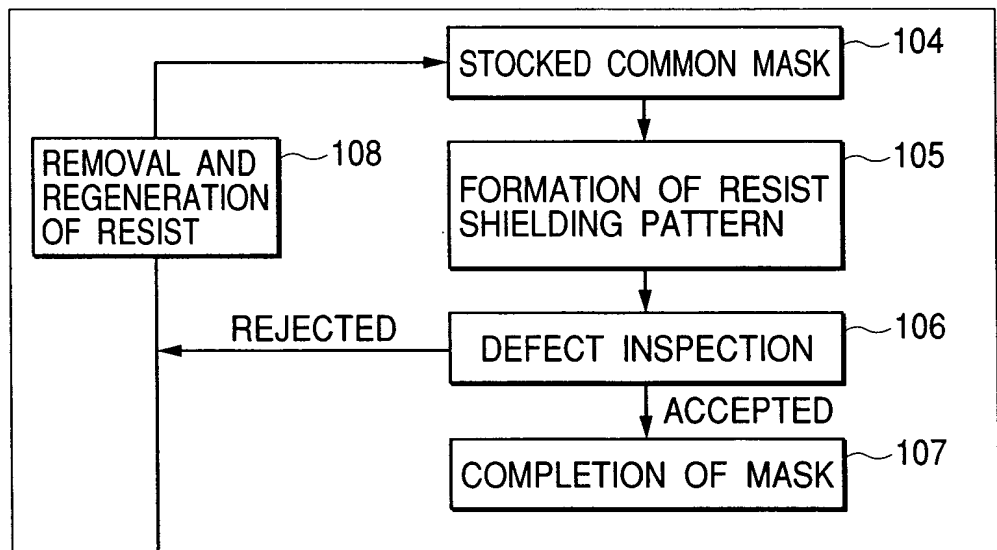 STOCKED COMMON MASK
104
REMOVAL AND
REGENERATION
OF RESIST
108
FORMATION OF RESIST
SHIELDING PATTERN
105
REJECTED
DEFECT INSPECTION
106
ACCEPTED
COMPLETION OF MASK
107